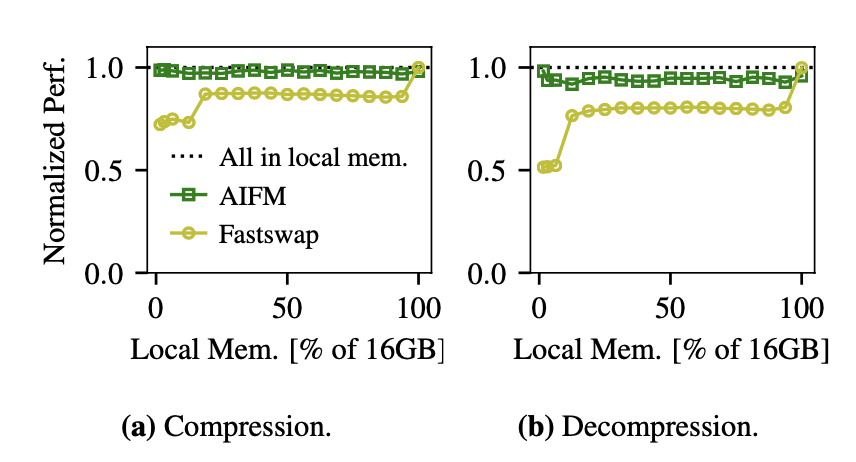 Normalized Perf.
1.0
0.5
0.0
All in local mem.
AIFM
Fastswap
0 50 100
Local Mem. [% of 16GB]
(a) Compression.
1.0
0.5
0.0
0 50 100
Local Mem. [% of 16GB]
(b) Decompression.